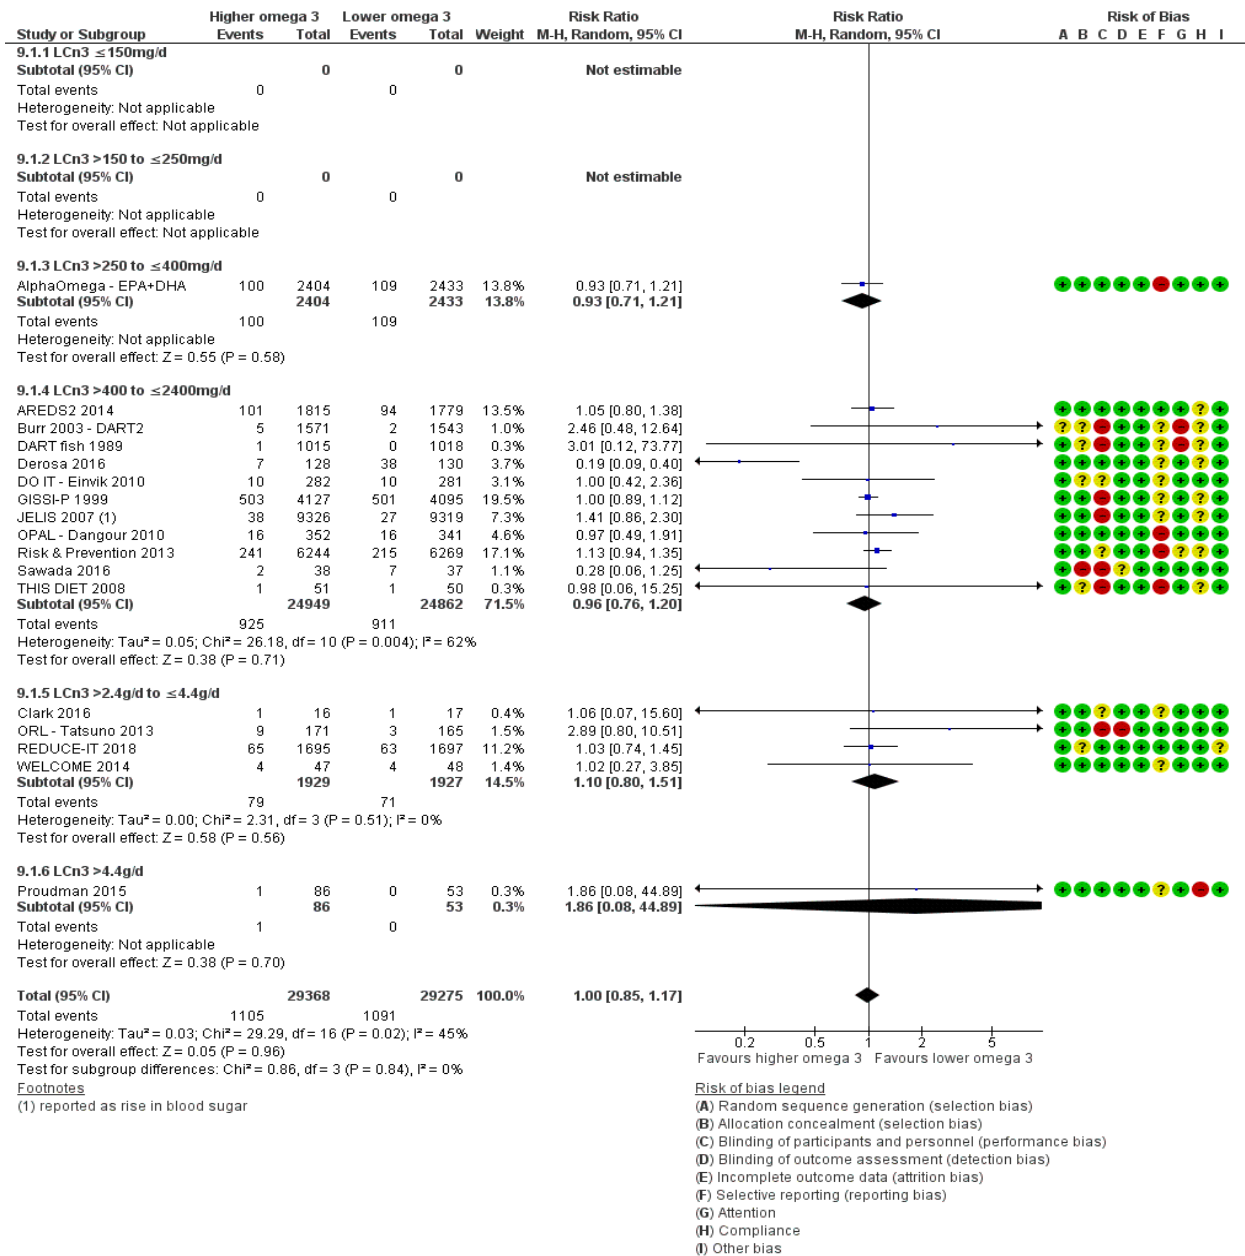 Higher omega 3 Lower omega 3 Risk Ratio Risk Ratio Risk of Bias
Study or Subgroup Events Total Events Total Weight M-H, Random, 95% CI M-H, Random, 95% CI A B C D E F G H I
9.1.1 LCn3 ≤150mg/d
Subtotal (95% CI) 0 0 Not estimable
Total events 0 0
Heterogeneity: Not applicable
Test for overall effect: Not applicable
9.1.2 LCn3 >150 to ≤250mg/d
Subtotal (95% CI) 0 0 Not estimable
Total events 0 0
Heterogeneity: Not applicable
Test for overall effect: Not applicable
9.1.3 LCn3 >250 to ≤400mg/d
AlphaOmega - EPA+DHA 100 2404 109 2433 13.8% 0.93 [0.71, 1.21] + + + + + - + + +
Subtotal (95% CI) 2404 2433 13.8% 0.93 [0.71, 1.21]
Total events 100 109
Heterogeneity: Not applicable
Test for overall effect: Z = 0.55 (P = 0.58)
9.1.4 LCn3 >400 to ≤2400mg/d
AREDS2 2014 101 1815 94 1779 13.5% 1.05 [0.80, 1.38] + + + + + + + ? +
Burr 2003 - DART2 5 1571 2 1543 1.0% 2.46 [0.48, 12.64] ? ? - + + ? - ? +
DART fish 1989 1 1015 0 1018 0.3% 3.01 [0.12, 73.77] + ? - + + ? - ? +
Derosa 2016 7 128 38 130 3.7% 0.19 [0.09, 0.40] + + + + + ? + ? +
DO IT - Einvik 2010 10 282 10 281 3.1% 1.00 [0.42, 2.36] + ? ? + + ? + + +
GISSI-P 1999 503 4127 501 4095 19.5% 1.00 [0.89, 1.12] + + - + + ? + ? +
JELIS 2007 (1) 38 9326 27 9319 7.3% 1.41 [0.86, 2.30] + + - + + ? + ? +
OPAL - Dangour 2010 16 352 16 341 4.6% 0.97 [0.49, 1.91] + + + + + - + + +
Risk & Prevention 2013 241 6244 215 6269 17.1% 1.13 [0.94, 1.35] + + ? + + - ? ? +
Sawada 2016 2 38 7 37 1.1% 0.28 [0.06, 1.25] + - - ? + + + + +
THIS DIET 2008 1 51 1 50 0.3% 0.98 [0.06, 15.25] + ? - + + - + ? +
Subtotal (95% CI) 24949 24862 71.5% 0.96 [0.76, 1.20]
Total events 925 911
Heterogeneity: Tau² = 0.05; Chi² = 26.18, df = 10 (P = 0.004); I² = 62%
Test for overall effect: Z = 0.38 (P = 0.71)
9.1.5 LCn3 >2.4g/d to ≤4.4g/d
Clark 2016 1 16 1 17 0.4% 1.06 [0.07, 15.60] + + ? + + ? + + +
ORL - Tatsuno 2013 9 171 3 165 1.5% 2.89 [0.80, 10.51] + + - - + + + + +
REDUCE-IT 2018 65 1695 63 1697 11.2% 1.03 [0.74, 1.45] ? ? + + + + + + ?
WELCOME 2014 4 47 4 48 1.4% 1.02 [0.27, 3.85] + + + + + ? + + +
Subtotal (95% CI) 1929 1927 14.5% 1.10 [0.80, 1.51]
Total events 79 71
Heterogeneity: Tau² = 0.00; Chi² = 2.31, df = 3 (P = 0.51); I² = 0%
Test for overall effect: Z = 0.58 (P = 0.56)
9.1.6 LCn3 >4.4g/d
Proudman 2015 1 86 0 53 0.3% 1.86 [0.08, 44.89] + + + + + ? + - +
Subtotal (95% CI) 86 53 0.3% 1.86 [0.08, 44.89]
Total events 1 0
Heterogeneity: Not applicable
Test for overall effect: Z = 0.38 (P = 0.70)
Total (95% CI) 29368 29275 100.0% 1.00 [0.85, 1.17]
Total events 1105 1091
Heterogeneity: Tau² = 0.03; Chi² = 29.29, df = 16 (P = 0.02); I² = 45%
Test for overall effect: Z = 0.05 (P = 0.96)
Test for subgroup differences: Chi² = 0.86, df = 3 (P = 0.84), I² = 0%
0.2 0.5 1 2 5
Favours higher omega 3 Favours lower omega 3
Footnotes
(1) reported as rise in blood sugar
Risk of bias legend
(A) Random sequence generation (selection bias)
(B) Allocation concealment (selection bias)
(C) Blinding of participants and personnel (performance bias)
(D) Blinding of outcome assessment (detection bias)
(E) Incomplete outcome data (attrition bias)
(F) Selective reporting (reporting bias)
(G) Attention
(H) Compliance
(I) Other bias